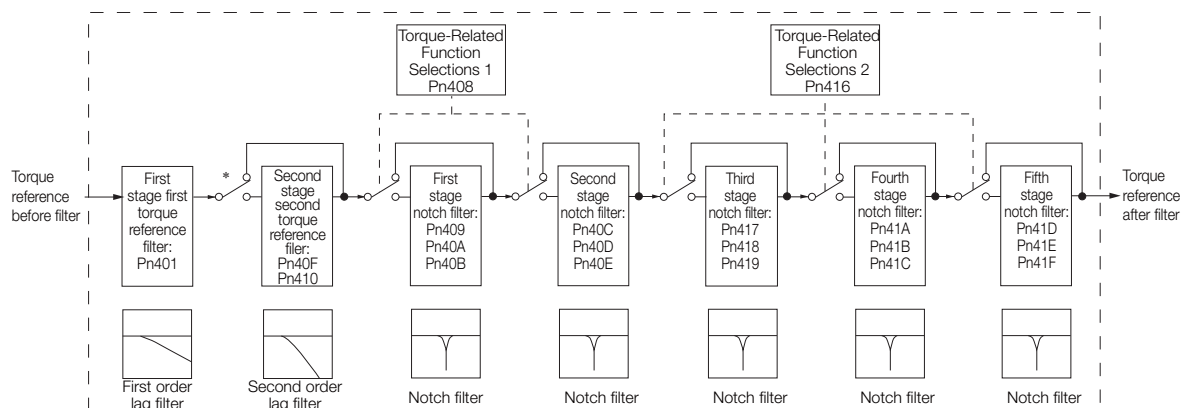 Torque-Related
Function
Selections 1
Pn408
Torque-Related
Function
Selections 2
Pn416
Torque
reference
before filter
First
stage first
torque
reference
filter:
Pn401
*
Second
stage
second
torque
reference
filer:
Pn40F
Pn410
First
stage
notch filter:
Pn409
Pn40A
Pn40B
Second
stage
notch filter:
Pn40C
Pn40D
Pn40E
Third
stage
notch filter:
Pn417
Pn418
Pn419
Fourth
stage
notch filter:
Pn41A
Pn41B
Pn41C
Fifth
stage
notch filter:
Pn41D
Pn41E
Pn41F
Torque
reference
after filter
First order
lag filter
Second order
lag filter
Notch filter
Notch filter
Notch filter
Notch filter
Notch filter